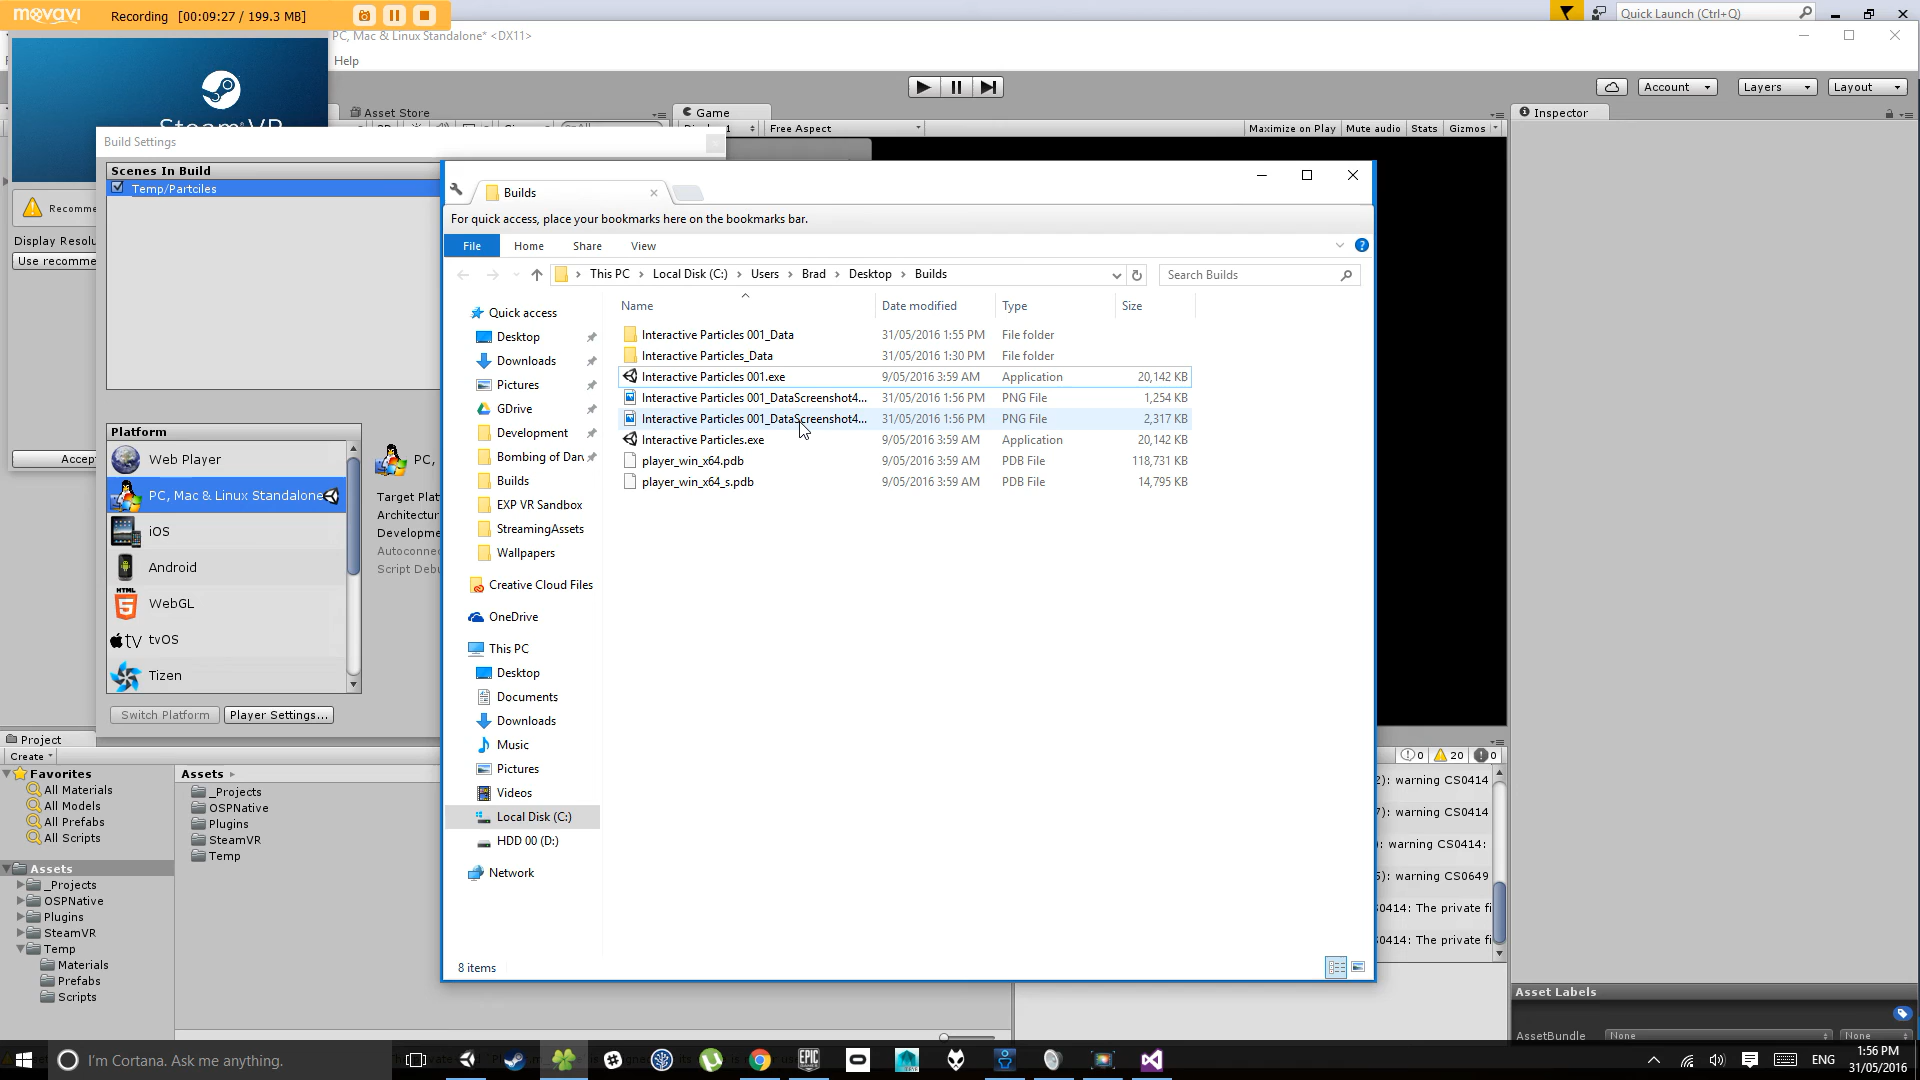 movavi Recording [00:09:27 / 199.3 MB]
Quick Launch (Ctrl+Q)
PC, Mac & Linux Standalone* <DX11>
Help
Account
Layers
Layout
Asset Store
Game
Inspector
Free Aspect
Maximize on Play
Mute audio
Stats
Gizmos
Build Settings
Scenes In Build
Temp/Partciles
Recomme
Display Resolu
Use recomme
Accep
Platform
Web Player
PC, Mac & Linux Standalone
iOS
Android
WebGL
tvOS
Tizen
PC,
Target Plat
Architectur
Developme
Autoconnec
Script Debu
Switch Platform
Player Settings...
Builds
For quick access, place your bookmarks here on the bookmarks bar.
File
Home
Share
View
This PC
Local Disk (C:)
Users
Brad
Desktop
Builds
Search Builds
Name
Date modified
Type
Size
Interactive Particles 001_Data 31/05/2016 1:55 PM File folder
Interactive Particles_Data 31/05/2016 1:30 PM File folder
Interactive Particles 001.exe 9/05/2016 3:59 AM Application 20,142 KB
Interactive Particles 001_DataScreenshot4... 31/05/2016 1:56 PM PNG File 1,254 KB
Interactive Particles 001_DataScreenshot4... 31/05/2016 1:56 PM PNG File 2,317 KB
Interactive Particles.exe 9/05/2016 3:59 AM Application 20,142 KB
player_win_x64.pdb 9/05/2016 3:59 AM PDB File 118,731 KB
player_win_x64_s.pdb 9/05/2016 3:59 AM PDB File 14,795 KB
Quick access
Desktop
Downloads
Pictures
GDrive
Development
Bombing of Dar
Builds
EXP VR Sandbox
StreamingAssets
Wallpapers
Creative Cloud Files
OneDrive
This PC
Desktop
Documents
Downloads
Music
Pictures
Videos
Local Disk (C:)
HDD 00 (D:)
Network
8 items
Project
Create
Favorites
All Materials
All Models
All Prefabs
All Scripts
Assets
_Projects
OSPNative
Plugins
SteamVR
Temp
Materials
Prefabs
Scripts
Assets
_Projects
OSPNative
Plugins
SteamVR
Temp
0
20
0
2): warning CS0414
7): warning CS0414
): warning CS0414:
5): warning CS0649
S0414: The private fi
S0414: The private fi
Asset Labels
AssetBundle
None
None
I'm Cortana. Ask me anything.
EPIC
ENG
1:56 PM
31/05/2016